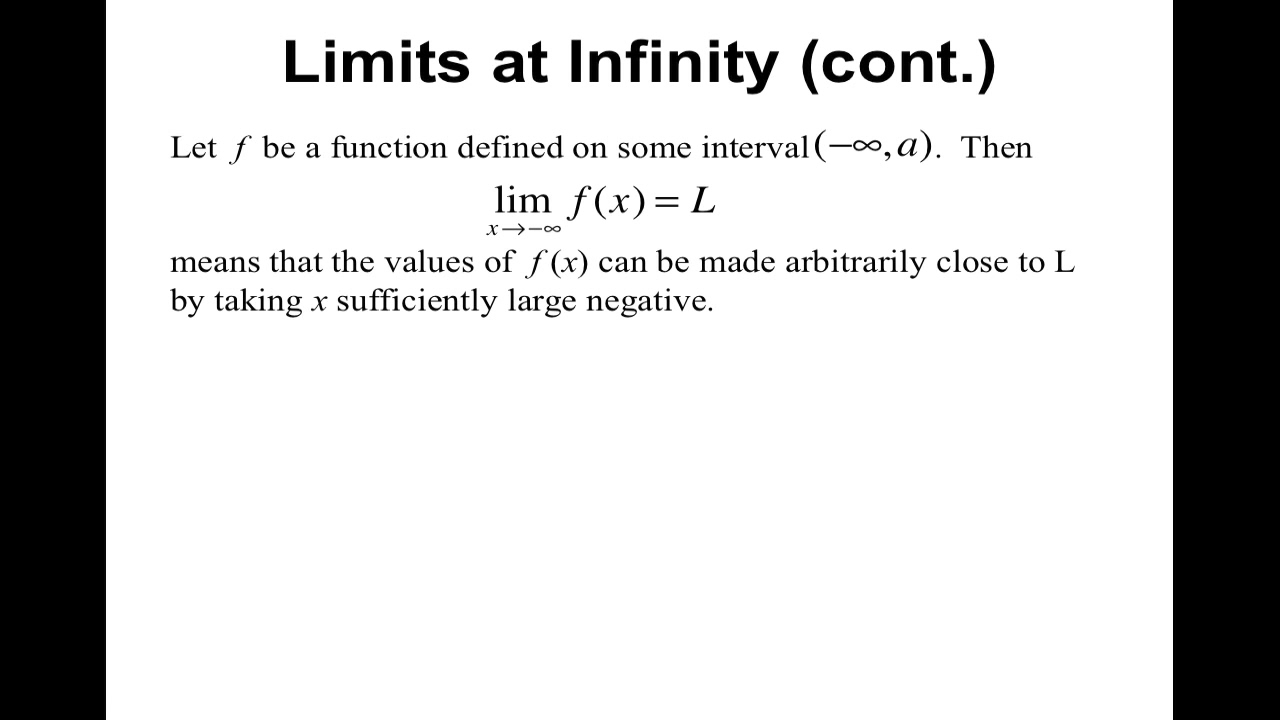 Limits at Infinity (cont.)
Let f be a function defined on some interval (−∞, a). Then
lim f(x) = L
x→−∞
means that the values of f(x) can be made arbitrarily close to L
by taking x sufficiently large negative.